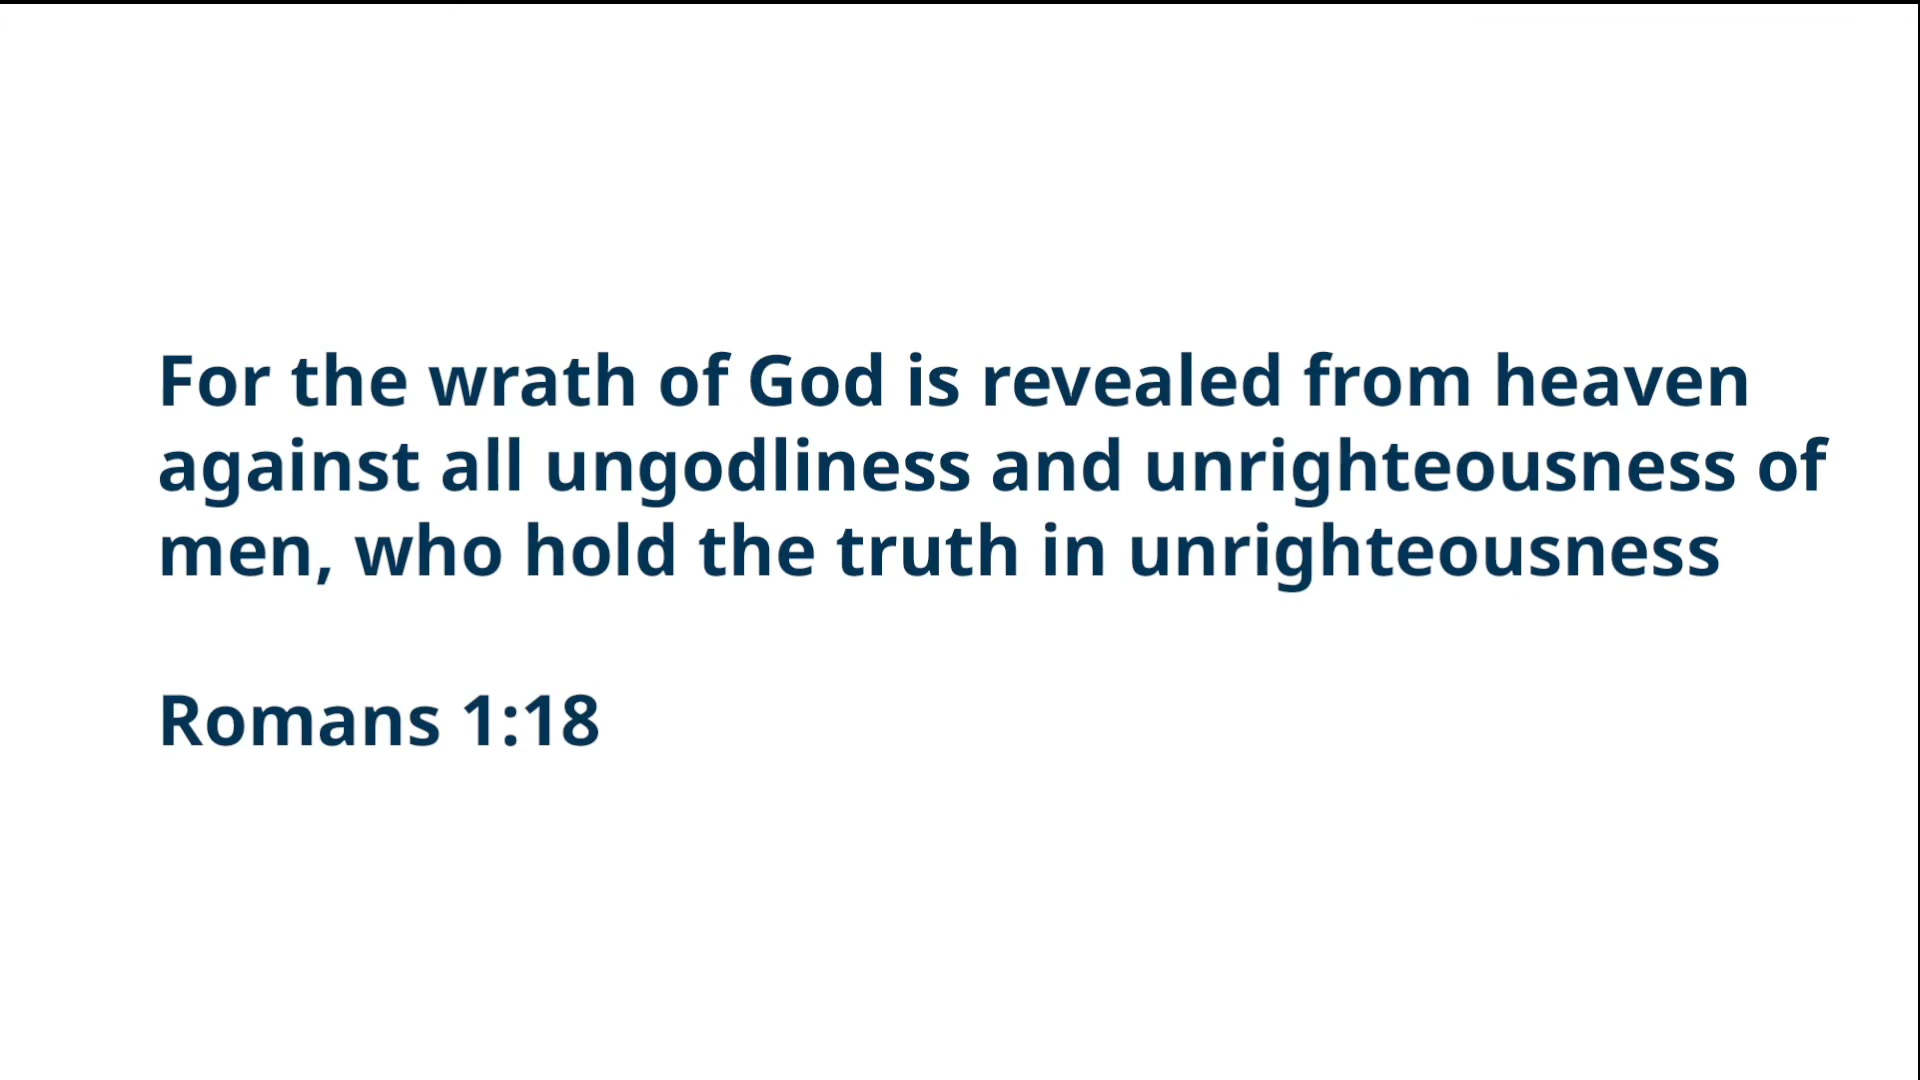 For the wrath of God is revealed from heaven
against all ungodliness and unrighteousness of
men, who hold the truth in unrighteousness
Romans 1:18